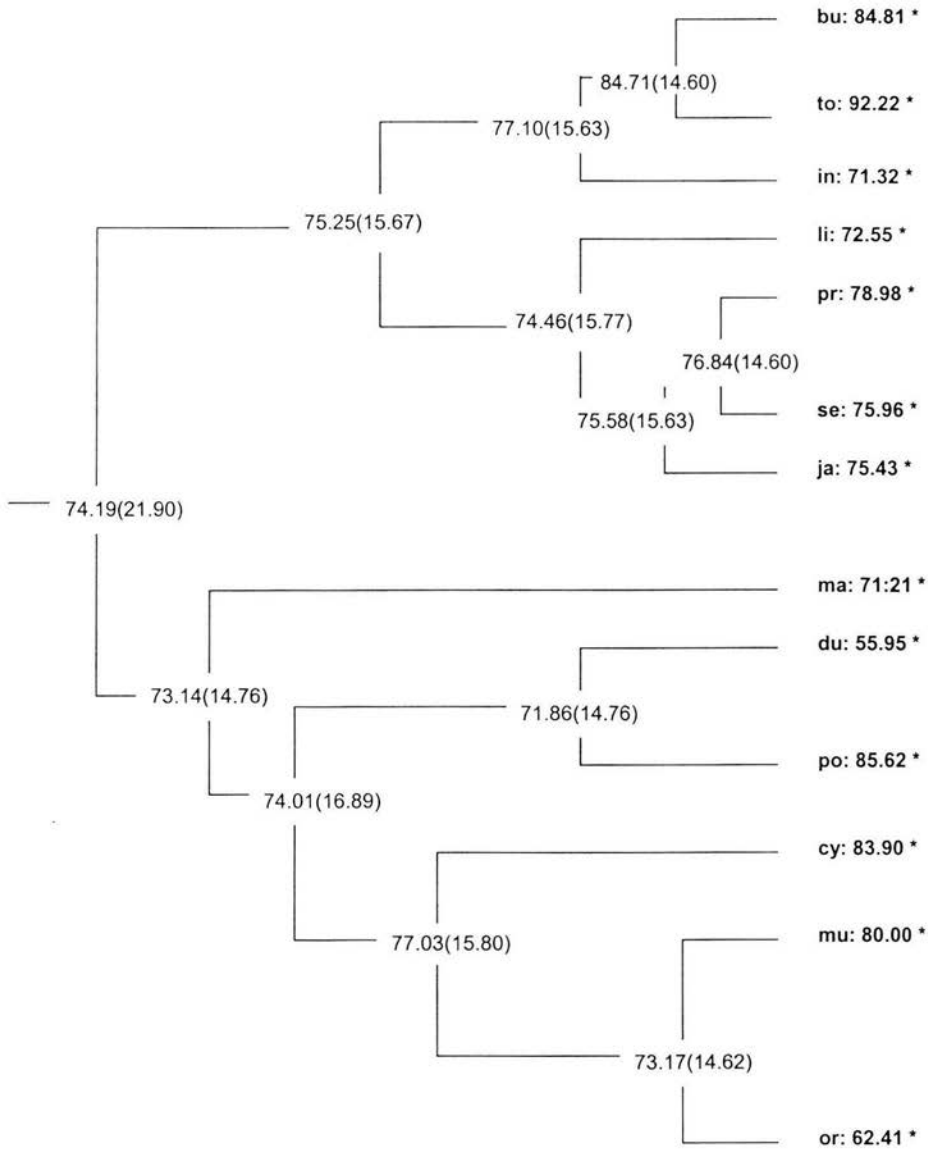 bu: 84.81 *
84.71(14.60)
to: 92.22 *
77.10(15.63)
in: 71.32 *
75.25(15.67)
li: 72.55 *
pr: 78.98 *
74.46(15.77)
76.84(14.60)
se: 75.96 *
75.58(15.63)
ja: 75.43 *
74.19(21.90)
ma: 71:21 *
du: 55.95 *
73.14(14.76)
71.86(14.76)
po: 85.62 *
74.01(16.89)
cy: 83.90 *
77.03(15.80)
mu: 80.00 *
73.17(14.62)
or: 62.41 *